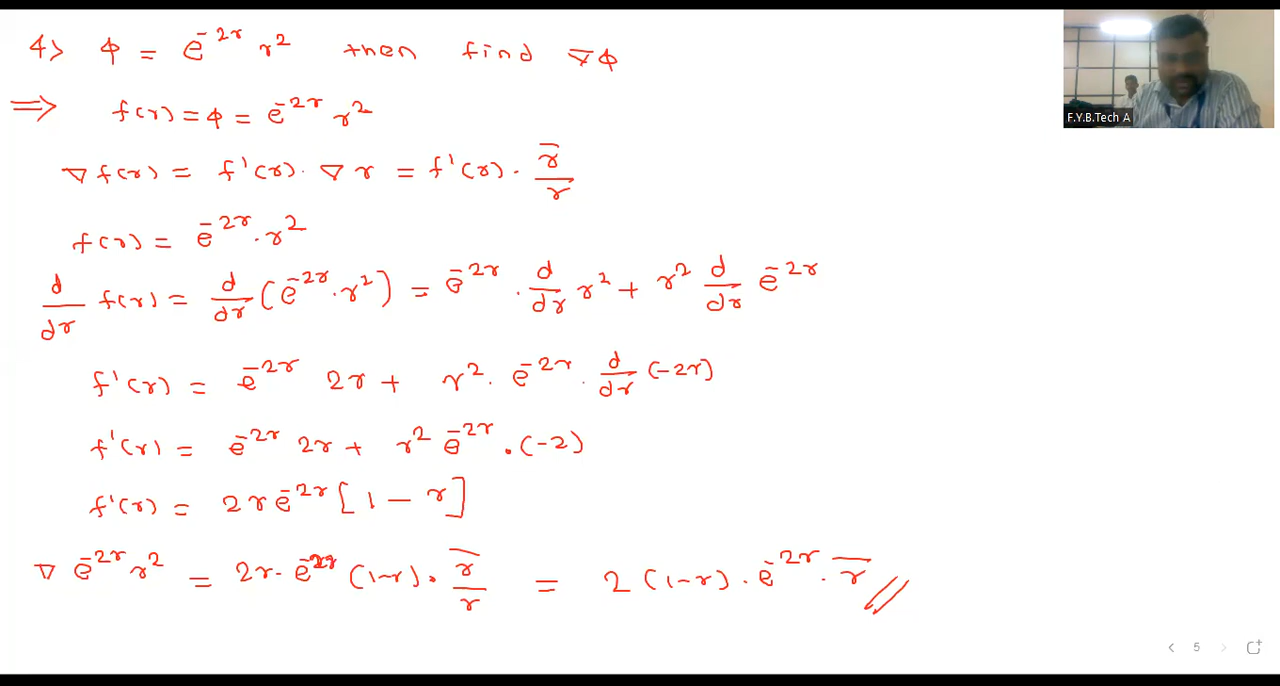 4> φ = e^-2r r^2 then find ∇φ
⇒ f(r) = φ = e^-2r r^2
∇ f(r) = f'(r) . ∇ r = f'(r) . r̄/r
f(r) = e^-2r . r^2
d/dr f(r) = d/dr (e^-2r . r^2) = e^-2r . d/dr r^2 + r^2 d/dr e^-2r
f'(r) = e^-2r 2r + r^2 . e^-2r . d/dr (-2r)
f'(r) = e^-2r 2r + r^2 e^-2r . (-2)
f'(r) = 2r e^-2r [1 - r]
∇ e^-2r r^2 = 2r . e^-2r (1-r) . r̄/r = 2 (1-r) . e^-2r . r̄ //
F.Y.B.Tech A
< 5 >